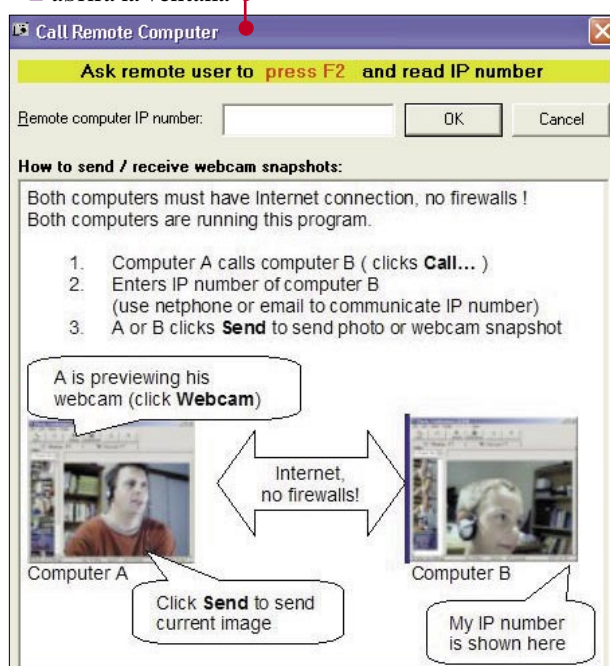 abrirá la ventana
Call Remote Computer
Ask remote user to press F2 and read IP number
Remote computer IP number:
OK
Cancel
How to send / receive webcam snapshots:
Both computers must have Internet connection, no firewalls !
Both computers are running this program.
1. Computer A calls computer B ( clicks Call... )
2. Enters IP number of computer B
(use netphone or email to communicate IP number)
3. A or B clicks Send to send photo or webcam snapshot
A is previewing his
webcam (click Webcam)
Internet,
no firewalls!
Computer A
Computer B
Click Send to send
current image
My IP number
is shown here